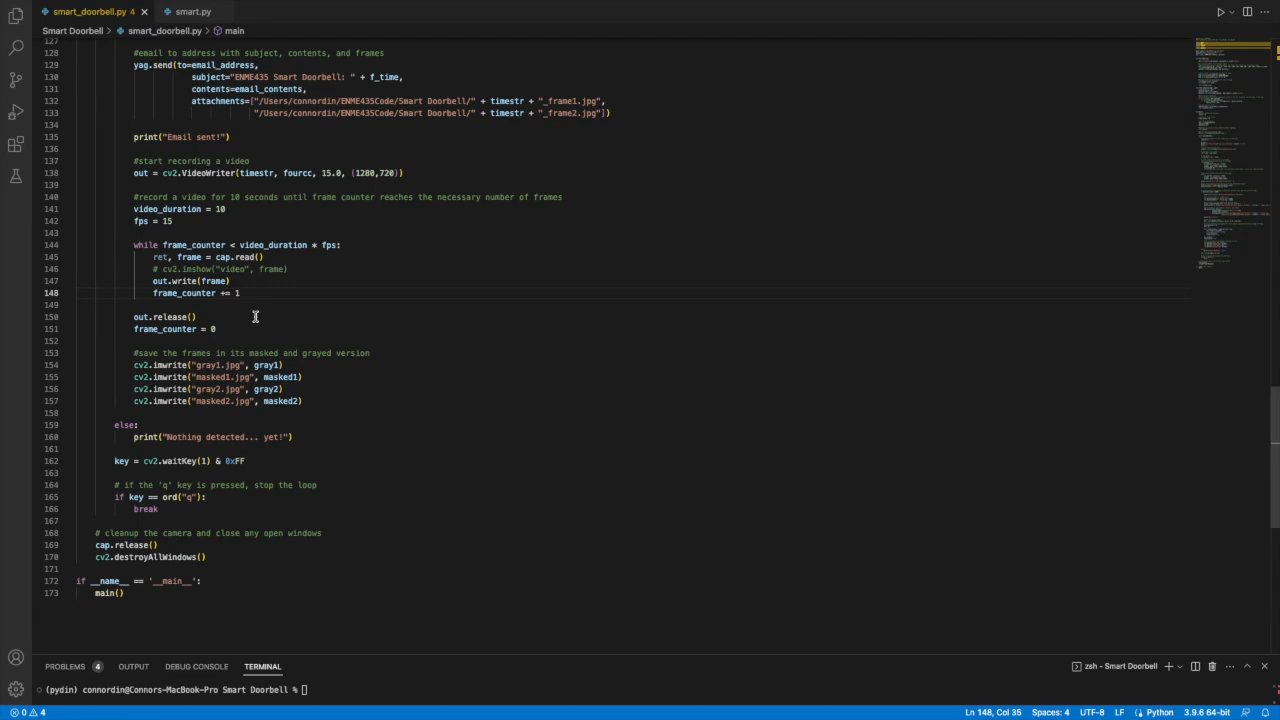 smart_doorbell.py 4
smart.py
Smart Doorbell > smart_doorbell.py > main
127
128 #email to address with subject, contents, and frames
129 yag.send(to=email_address,
130 subject="ENME435 Smart Doorbell: " + f_time,
131 contents=email_contents,
132 attachments=["/Users/connordin/ENME435Code/Smart Doorbell/" + timestr + "_frame1.jpg",
133 "/Users/connordin/ENME435Code/Smart Doorbell/" + timestr + "_frame2.jpg"])
134
135 print("Email sent!")
136
137 #start recording a video
138 out = cv2.VideoWriter(timestr, fourcc, 10, (1280,720))
139
140 #record a video for 10 seconds until frame counter reaches the necessary number of frames
141 video_duration = 10
142 fps = 15
143
144 while frame_counter < video_duration * fps:
145 ret, frame = cap.read()
146 # cv2.imshow("video", frame)
147 out.write(frame)
148 frame_counter += 1
149
150 out.release()
151 frame_counter = 0
152
153 #save the frames in its masked and grayed version
154 cv2.imwrite("gray1.jpg", gray1)
155 cv2.imwrite("masked1.jpg", masked1)
156 cv2.imwrite("gray2.jpg", gray2)
157 cv2.imwrite("masked2.jpg", masked2)
158
159 else:
160 print("Nothing detected... yet!")
161
162 key = cv2.waitKey(1) & 0xFF
163
164 # if the 'q' key is pressed, stop the loop
165 if key == ord("q"):
166 break
167
168 # cleanup the camera and close any open windows
169 cap.release()
170 cv2.destroyAllWindows()
171
172 if __name__ == '__main__':
173 main()
PROBLEMS 4 OUTPUT DEBUG CONSOLE TERMINAL
zsh - Smart Doorbell
(pydin) connordin@Connors-MacBook-Pro Smart Doorbell %
0 4
Ln 148, Col 35 Spaces: 4 UTF-8 LF Python 3.9.6 64-bit